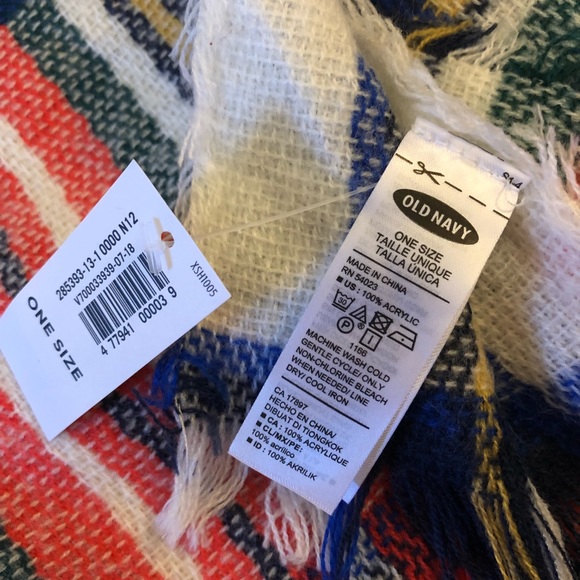 285393-13-1 0000 N12
V700033939-07-18
4 77941 00003 9
ONE SIZE
XSH1005
OLD NAVY
ONE SIZE
TAILLE UNIQUE
TALLA ÚNICA
MADE IN CHINA
RN 54023
■ US : 100% ACRYLIC
30
P
1166
MACHINE WASH COLD
GENTLE CYCLE/ ONLY
NON-CHLORINE BLEACH
WHEN NEEDED/ LINE
DRY/ COOL IRON
CA 17897
HECHO EN CHINA/
DIBUAT DI TIONGKOK
■ CA : 100% ACRYLIQUE
■ CL/MX/PE:
100% acrílico
■ ID : 100% AKRILIK